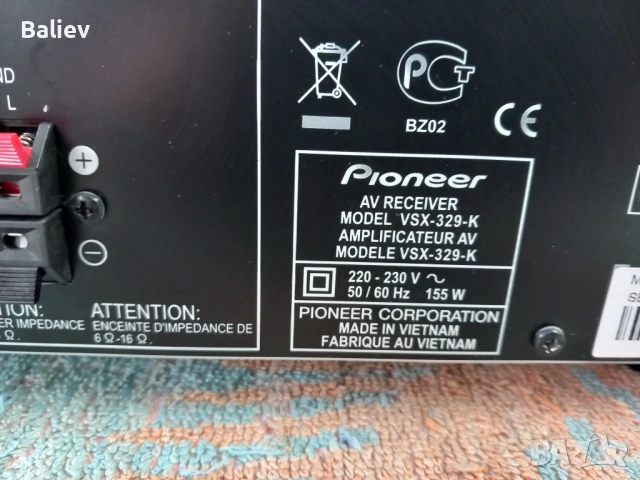 Baliev
ND
L
BZ02
CE
Pioneer
AV RECEIVER
MODEL VSX-329-K
AMPLIFICATEUR AV
MODELE VSX-329-K
220 - 230 V ~
50 / 60 Hz 155 W
PIONEER CORPORATION
MADE IN VIETNAM
FABRIQUE AU VIETNAM
ATTENTION:
IMPEDANCE
ENCEINTE D'IMPEDANCE DE
6 Ω-16 Ω.
BAZAR